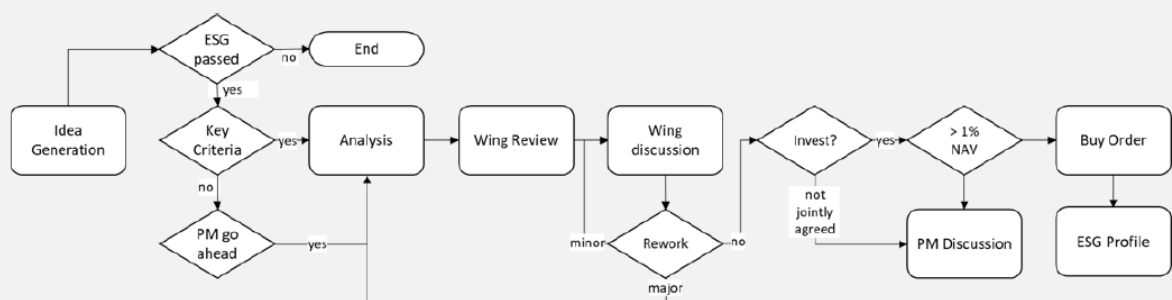 ESG
passed
no
End
yes
Idea
Generation
Key
Criteria
yes
Analysis
Wing Review
Wing
discussion
Invest?
yes
> 1%
NAV
Buy Order
no
not
jointly
agreed
PM go
ahead
yes
minor
Rework
no
PM Discussion
ESG Profile
major